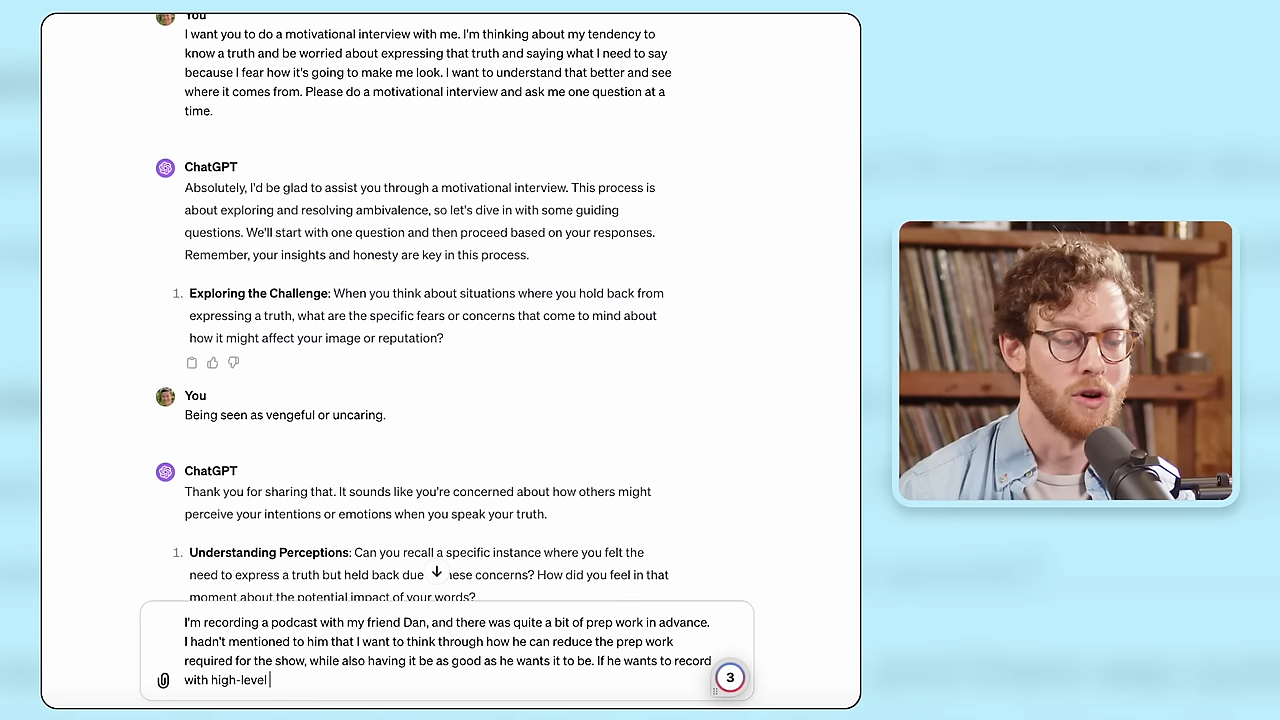 You
I want you to do a motivational interview with me. I'm thinking about my tendency to
know a truth and be worried about expressing that truth and saying what I need to say
because I fear how it's going to make me look. I want to understand that better and see
where it comes from. Please do a motivational interview and ask me one question at a
time.
ChatGPT
Absolutely, I'd be glad to assist you through a motivational interview. This process is
about exploring and resolving ambivalence, so let's dive in with some guiding
questions. We'll start with one question and then proceed based on your responses.
Remember, your insights and honesty are key in this process.
1. Exploring the Challenge: When you think about situations where you hold back from
expressing a truth, what are the specific fears or concerns that come to mind about
how it might affect your image or reputation?
You
Being seen as vengeful or uncaring.
ChatGPT
Thank you for sharing that. It sounds like you're concerned about how others might
perceive your intentions or emotions when you speak your truth.
1. Understanding Perceptions: Can you recall a specific instance where you felt the
need to express a truth but held back due hese concerns? How did you feel in that
moment about the potential impact of your words?
I'm recording a podcast with my friend Dan, and there was quite a bit of prep work in advance.
I hadn't mentioned to him that I want to think through how he can reduce the prep work
required for the show, while also having it be as good as he wants it to be. If he wants to record
with high-level
3